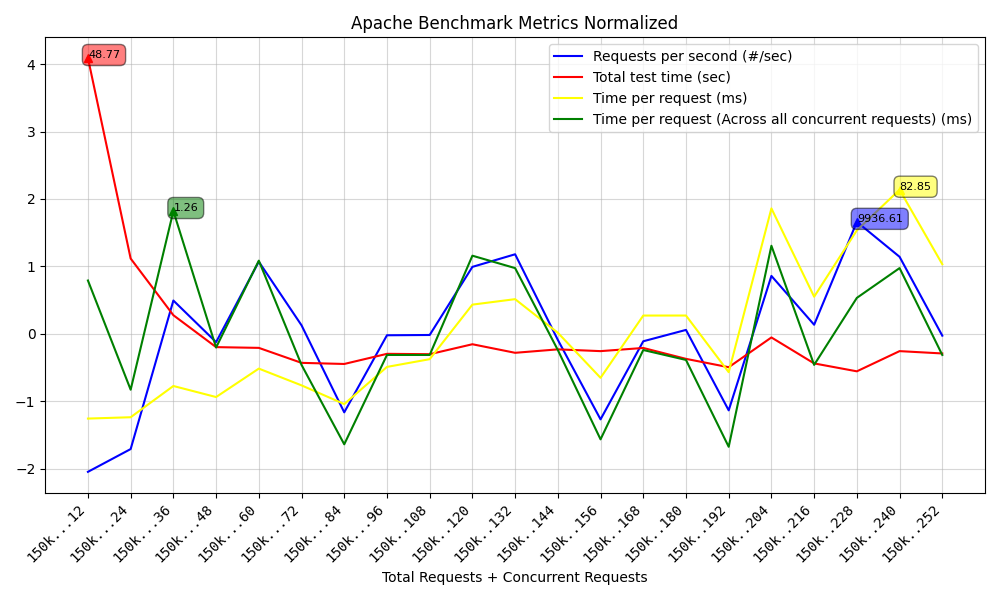 Apache Benchmark Metrics Normalized
Requests per second (#/sec)
Total test time (sec)
Time per request (ms)
Time per request (Across all concurrent requests) (ms)
48.77
1.26
9936.61
82.85
4
3
2
1
0
−1
−2
150k...12
150k...24
150k...36
150k...48
150k...60
150k...72
150k...84
150k...96
150k..108
150k..120
150k..132
150k..144
150k..156
150k..168
150k..180
150k..192
150k..204
150k..216
150k..228
150k..240
150k..252
Total Requests + Concurrent Requests